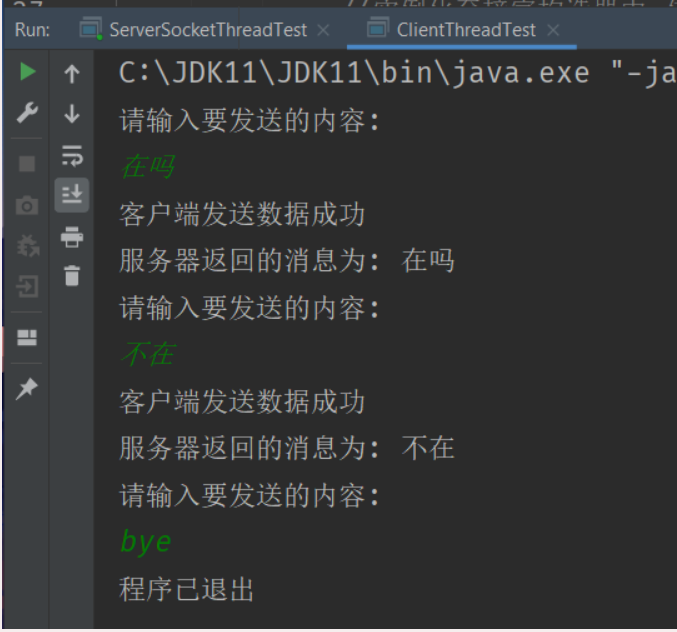 Run: ServerSocketThreadTest × ClientThreadTest ×
C:\JDK11\JDK11\bin\java.exe "-ja
请输入要发送的内容:
在吗
客户端发送数据成功
服务器返回的消息为: 在吗
请输入要发送的内容:
不在
客户端发送数据成功
服务器返回的消息为: 不在
请输入要发送的内容:
bye
程序已退出